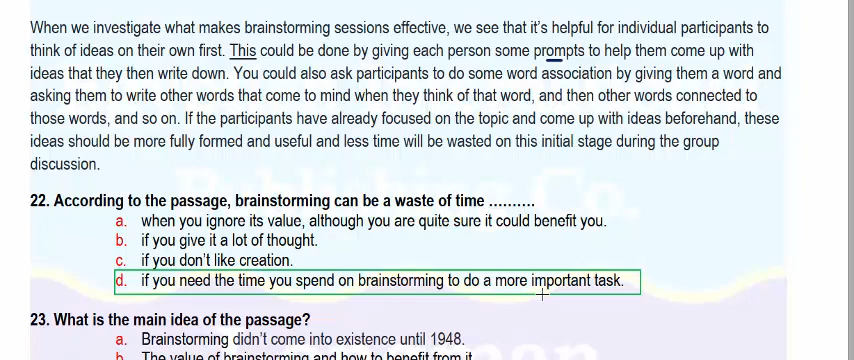 When we investigate what makes brainstorming sessions effective, we see that it's helpful for individual participants to
think of ideas on their own first. This could be done by giving each person some prompts to help them come up with
ideas that they then write down. You could also ask participants to do some word association by giving them a word and
asking them to write other words that come to mind when they think of that word, and then other words connected to
those words, and so on. If the participants have already focused on the topic and come up with ideas beforehand, these
ideas should be more fully formed and useful and less time will be wasted on this initial stage during the group
discussion.
22. According to the passage, brainstorming can be a waste of time ..........
a. when you ignore its value, although you are quite sure it could benefit you.
b. if you give it a lot of thought.
c. if you don't like creation.
d. if you need the time you spend on brainstorming to do a more important task.
23. What is the main idea of the passage?
a. Brainstorming didn't come into existence until 1948.
b. The value of brainstorming and how to benefit from it